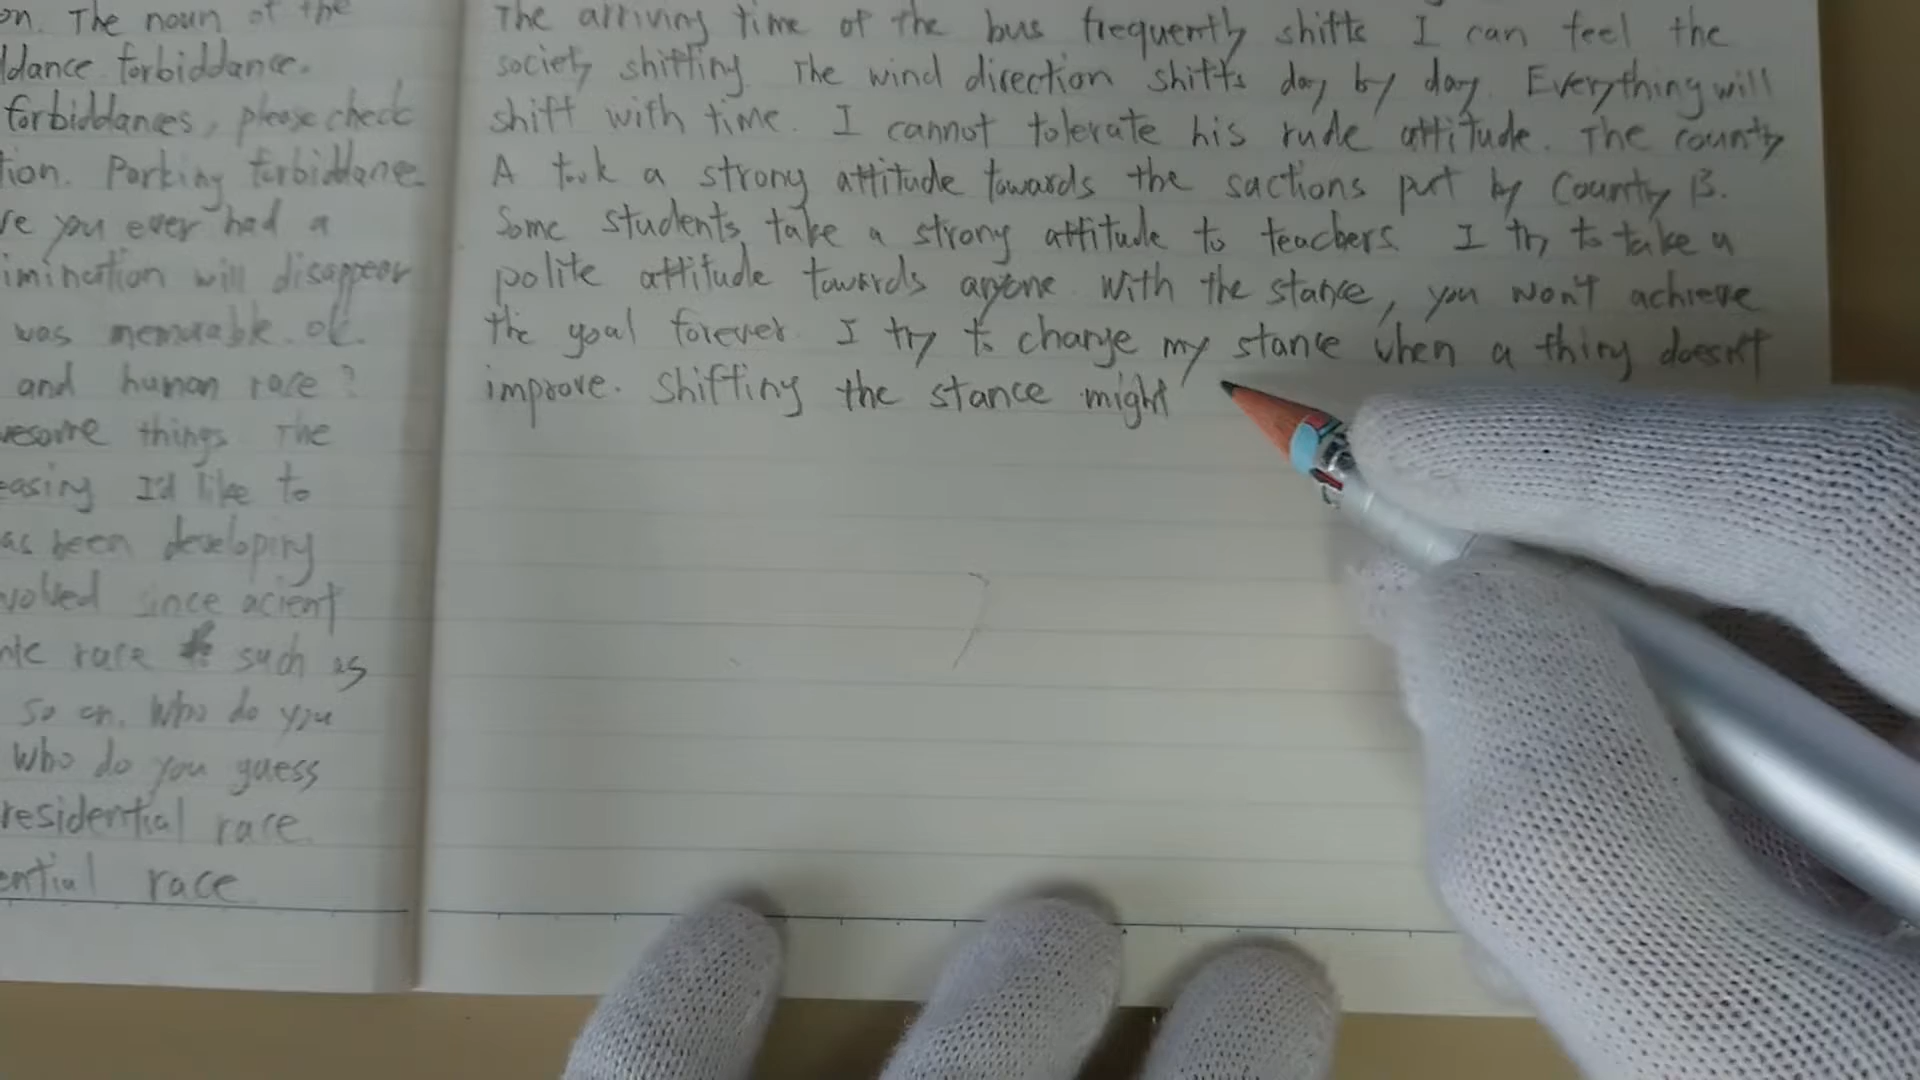 on. The noun of the
ddance forbiddance.
forbiddances, please check
tion. Parking forbiddance.
ve you ever had a
imination will disappear
was memorable. ok.
and human race?
wesome things. The
easing I'd like to
as been developing
volved since acient
nic race such as
so on. Who do you
Who do you guess
residential race.
ential race.
The arriving time of the bus frequently shifts I can feel the
society shifting. The wind direction shifts day by day. Everything will
shift with time. I cannot tolerate his rude attitude. The county
A took a strong attitude towards the sactions put by County B.
Some students take a strong attitude to teachers. I try to take a
polite attitude towards anyone. With the stance, you won't achieve
the goal forever. I try to change my stance when a thing doesn't
improve. Shifting the stance might